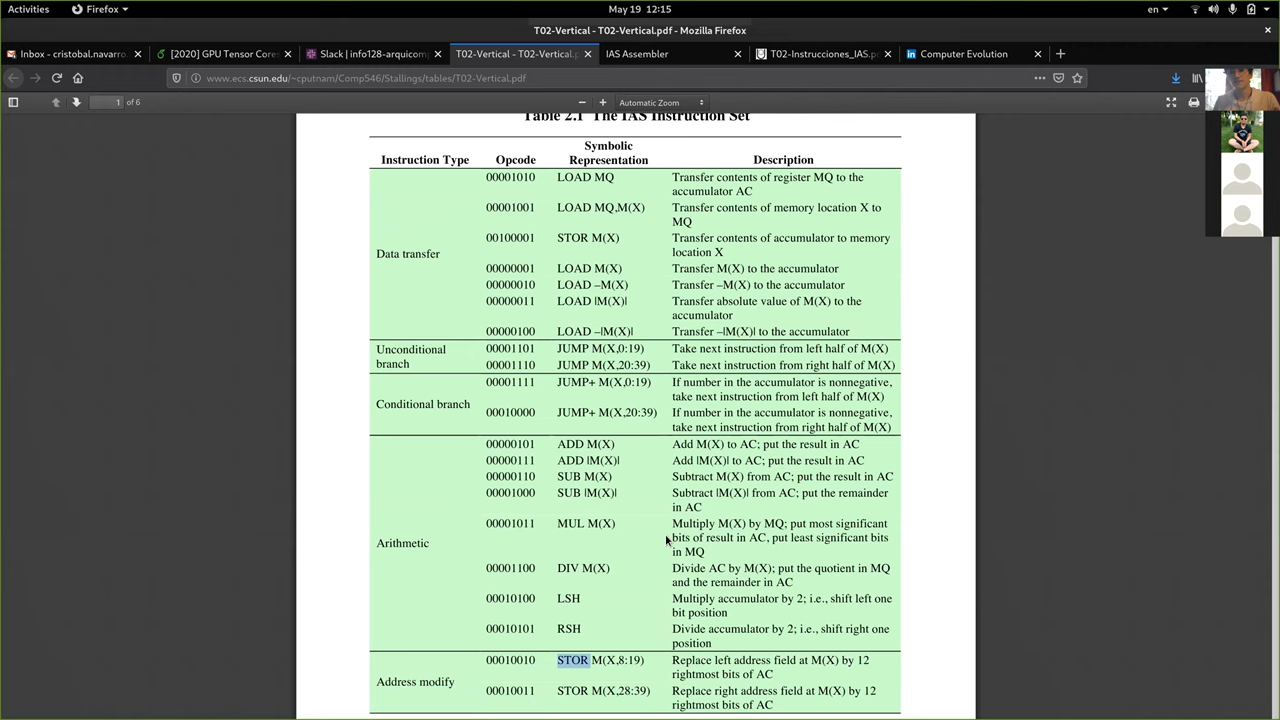 Activities
Firefox
May 19 12:15
en
T02-Vertical - T02-Vertical.pdf - Mozilla Firefox
Inbox - cristobal.navarro
[2020] GPU Tensor Cores
Slack | info128-arquicomp
T02-Vertical - T02-Vertical.p
IAS Assembler
T02-Instrucciones_IAS.p
Computer Evolution
www.ecs.csun.edu/~cputnam/Comp546/Stallings/tables/T02-Vertical.pdf
1 of 6
Automatic Zoom
Table 2.1 The IAS Instruction Set
Instruction Type Opcode Symbolic Representation Description
Data transfer
00001010 LOAD MQ Transfer contents of register MQ to the
accumulator AC
00001001 LOAD MQ,M(X) Transfer contents of memory location X to
MQ
00100001 STOR M(X) Transfer contents of accumulator to memory
location X
00000001 LOAD M(X) Transfer M(X) to the accumulator
00000010 LOAD –M(X) Transfer –M(X) to the accumulator
00000011 LOAD |M(X)| Transfer absolute value of M(X) to the
accumulator
00000100 LOAD –|M(X)| Transfer –|M(X)| to the accumulator
Unconditional
branch
00001101 JUMP M(X,0:19) Take next instruction from left half of M(X)
00001110 JUMP M(X,20:39) Take next instruction from right half of M(X)
Conditional branch
00001111 JUMP+ M(X,0:19) If number in the accumulator is nonnegative,
take next instruction from left half of M(X)
00010000 JUMP+ M(X,20:39) If number in the accumulator is nonnegative,
take next instruction from right half of M(X)
Arithmetic
00000101 ADD M(X) Add M(X) to AC; put the result in AC
00000111 ADD |M(X)| Add |M(X)| to AC; put the result in AC
00000110 SUB M(X) Subtract M(X) from AC; put the result in AC
00001000 SUB |M(X)| Subtract |M(X)| from AC; put the remainder
in AC
00001011 MUL M(X) Multiply M(X) by MQ; put most significant
bits of result in AC, put least significant bits
in MQ
00001100 DIV M(X) Divide AC by M(X); put the quotient in MQ
and the remainder in AC
00010100 LSH Multiply accumulator by 2; i.e., shift left one
bit position
00010101 RSH Divide accumulator by 2; i.e., shift right one
position
Address modify
00010010 STOR M(X,8:19) Replace left address field at M(X) by 12
rightmost bits of AC
00010011 STOR M(X,28:39) Replace right address field at M(X) by 12
rightmost bits of AC